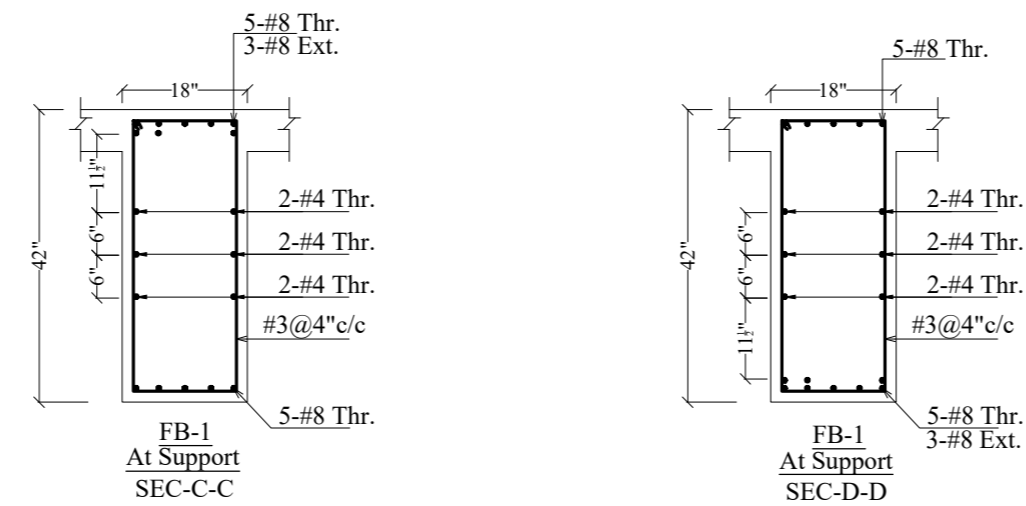 5-#8 Thr.
3-#8 Ext.
18"
11½"
2-#4 Thr.
6"
2-#4 Thr.
42"
6"
2-#4 Thr.
#3@4"c/c
5-#8 Thr.
FB-1
At Support
SEC-C-C
5-#8 Thr.
18"
2-#4 Thr.
6"
2-#4 Thr.
42"
6"
2-#4 Thr.
11½"
#3@4"c/c
5-#8 Thr.
3-#8 Ext.
FB-1
At Support
SEC-D-D